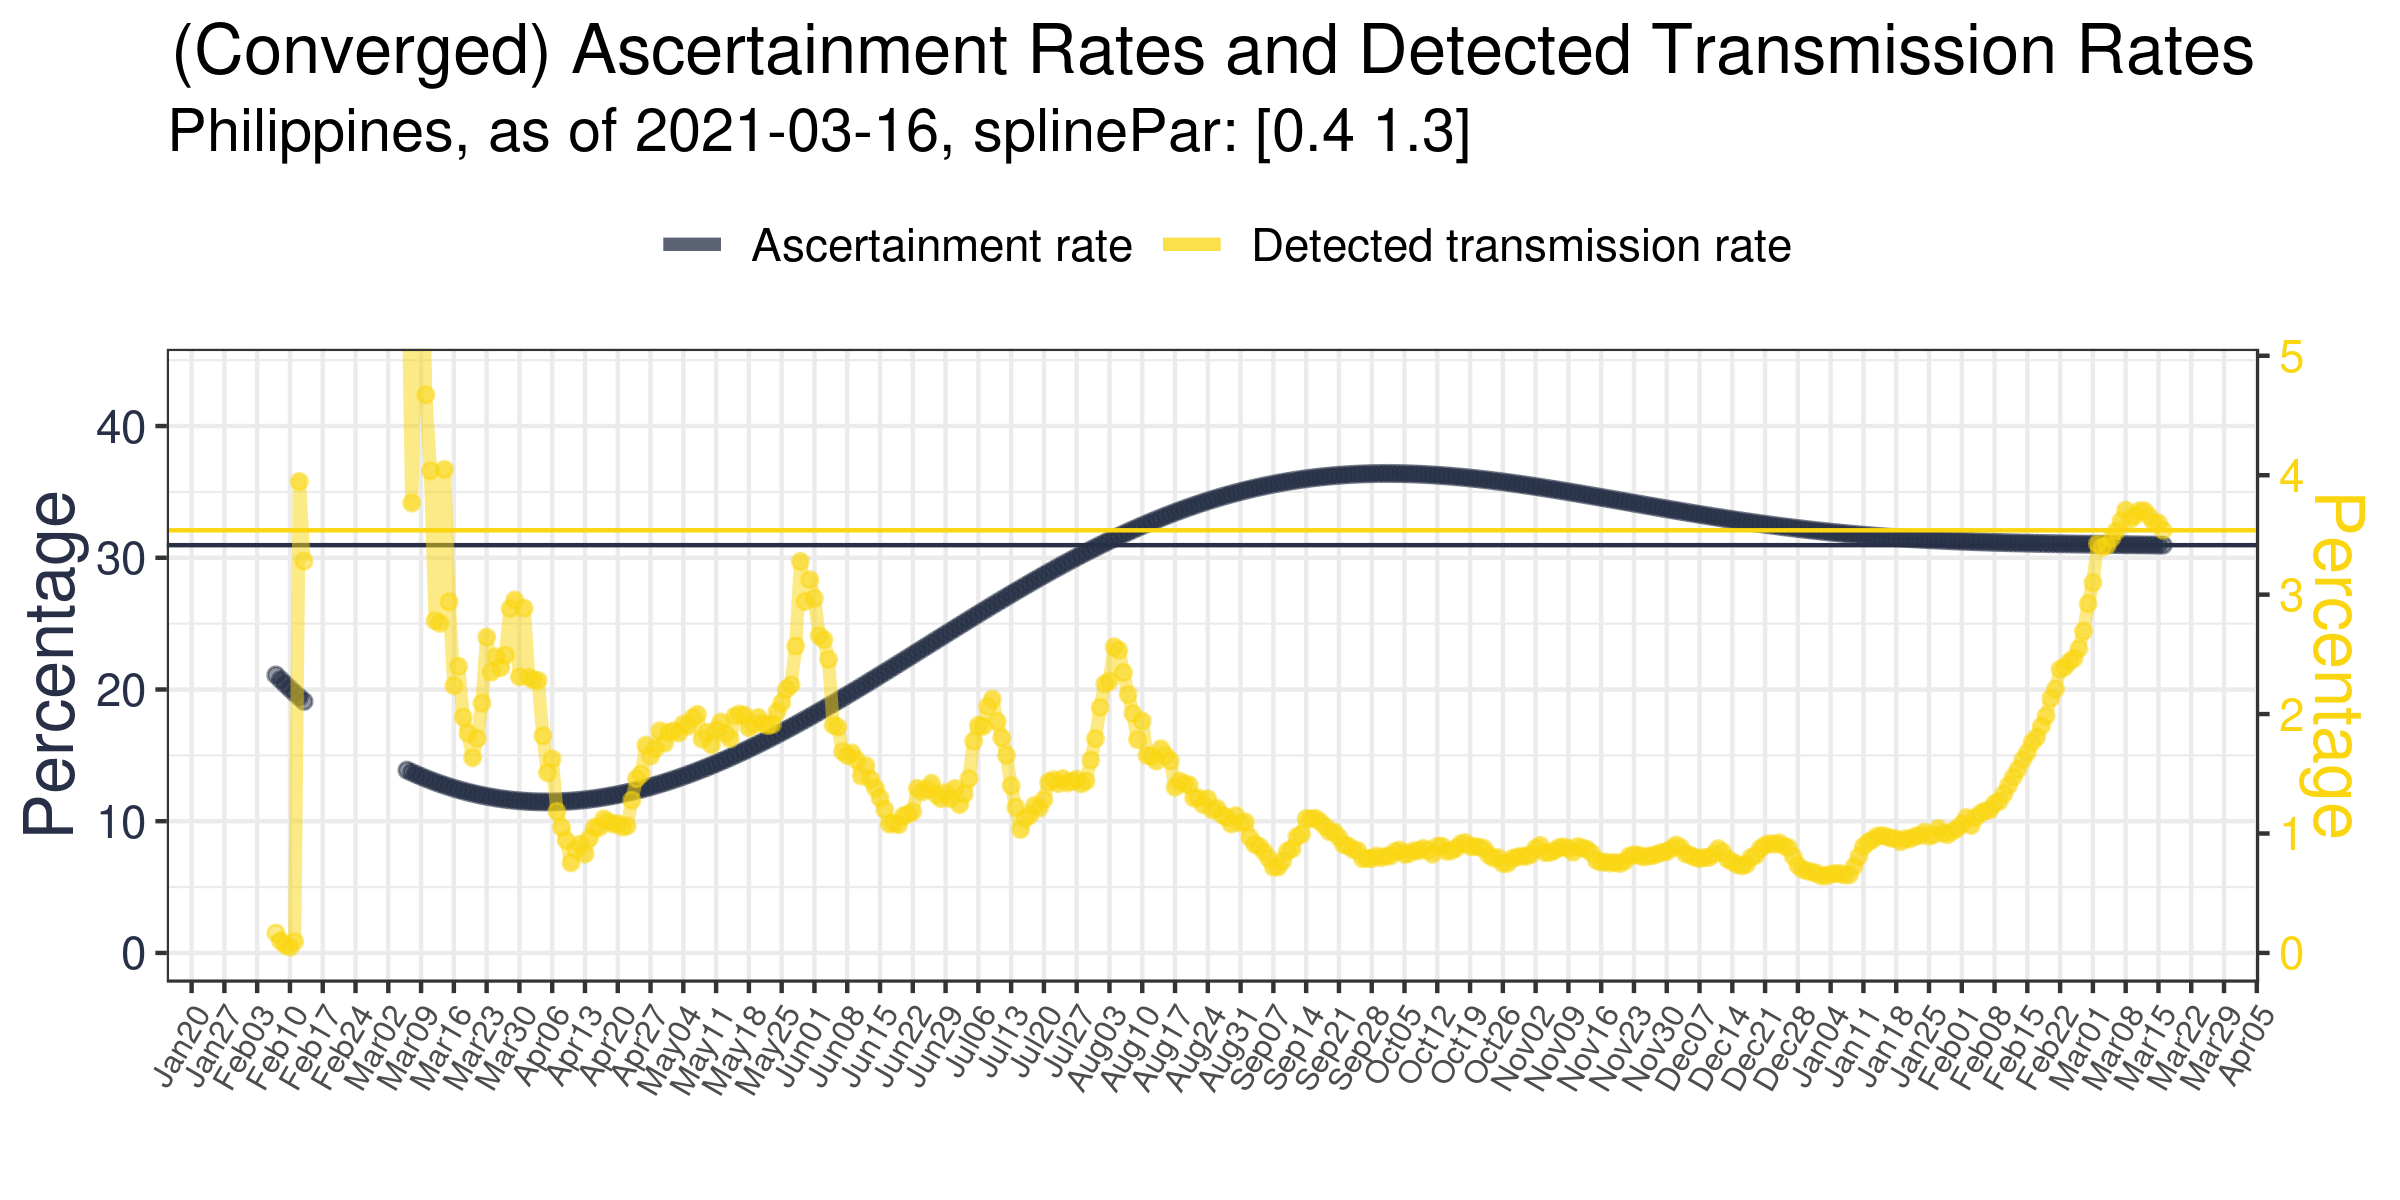 (Converged) Ascertainment Rates and Detected Transmission Rates
Philippines, as of 2021-03-16, splinePar: [0.4 1.3]
Ascertainment rate Detected transmission rate
Percentage
40
30
20
10
0
5
4
3
2
1
0
Percentage
Jan20 Jan27 Feb03 Feb10 Feb17 Feb24 Mar02 Mar09 Mar16 Mar23 Mar30 Apr06 Apr13 Apr20 Apr27 May04 May11 May18 May25 Jun01 Jun08 Jun15 Jun22 Jun29 Jul06 Jul13 Jul20 Jul27 Aug03 Aug10 Aug17 Aug24 Aug31 Sep07 Sep14 Sep21 Sep28 Oct05 Oct12 Oct19 Oct26 Nov02 Nov09 Nov16 Nov23 Nov30 Dec07 Dec14 Dec21 Dec28 Jan04 Jan11 Jan18 Jan25 Feb01 Feb08 Feb15 Feb22 Mar01 Mar08 Mar15 Mar22 Mar29 Apr05